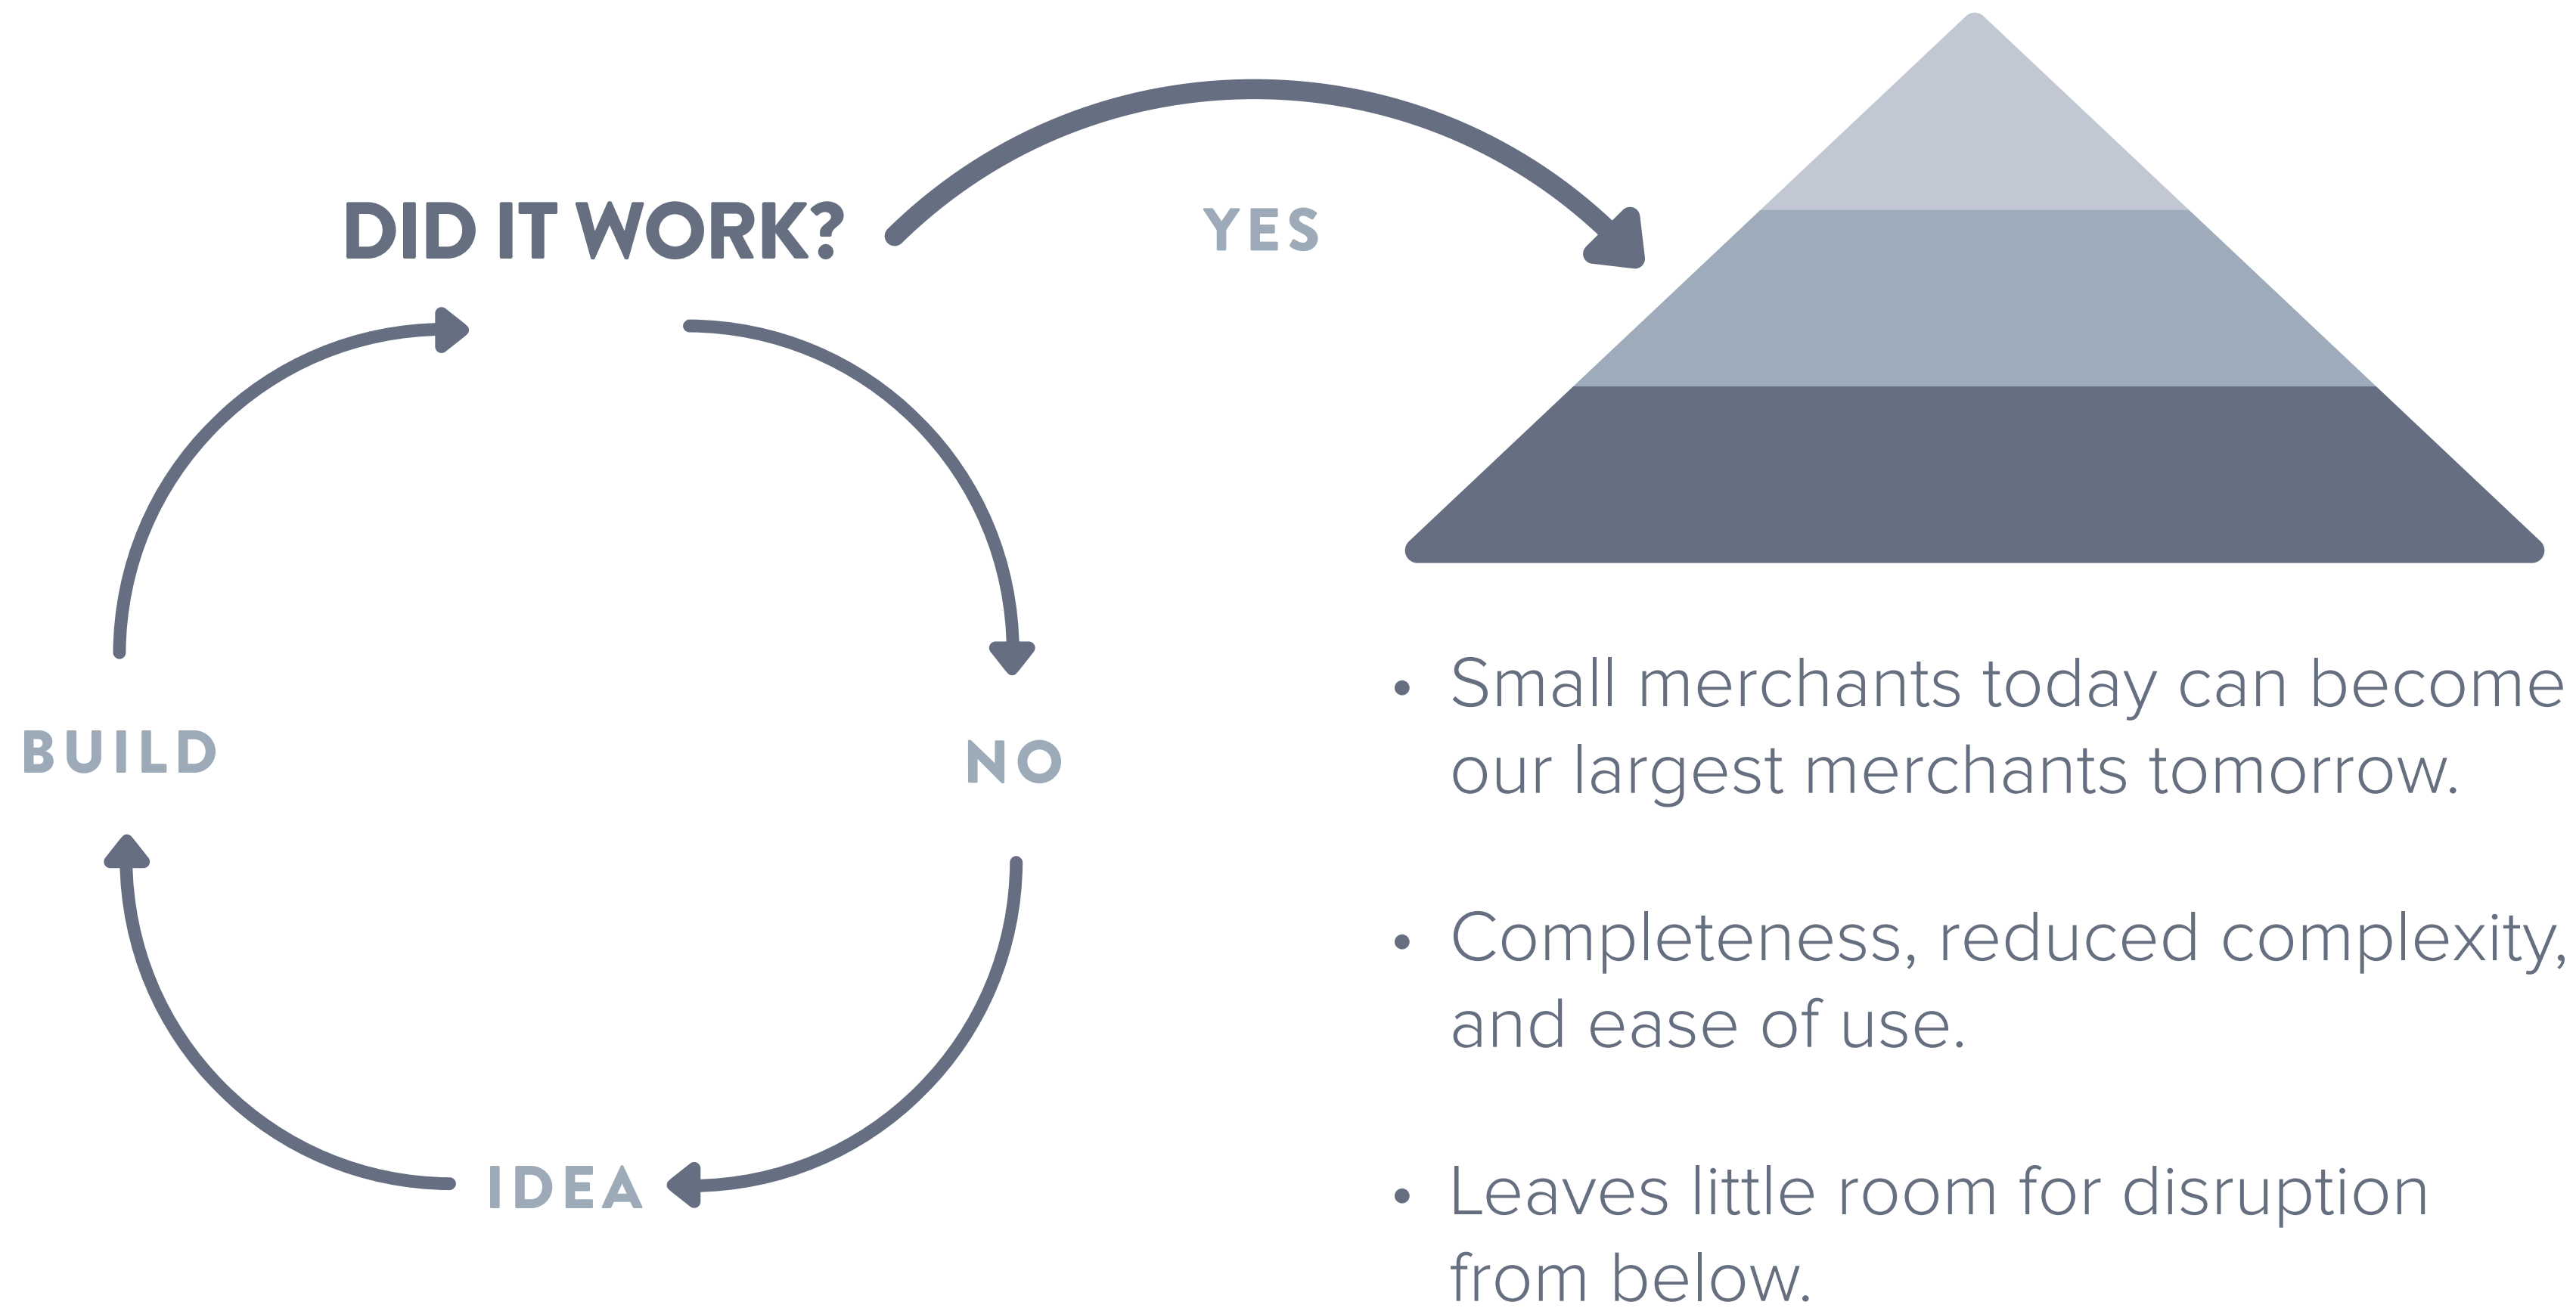 DID IT WORK?
YES
BUILD
NO
IDEA
• Small merchants today can become
our largest merchants tomorrow.
• Completeness, reduced complexity,
and ease of use.
• Leaves little room for disruption
from below.